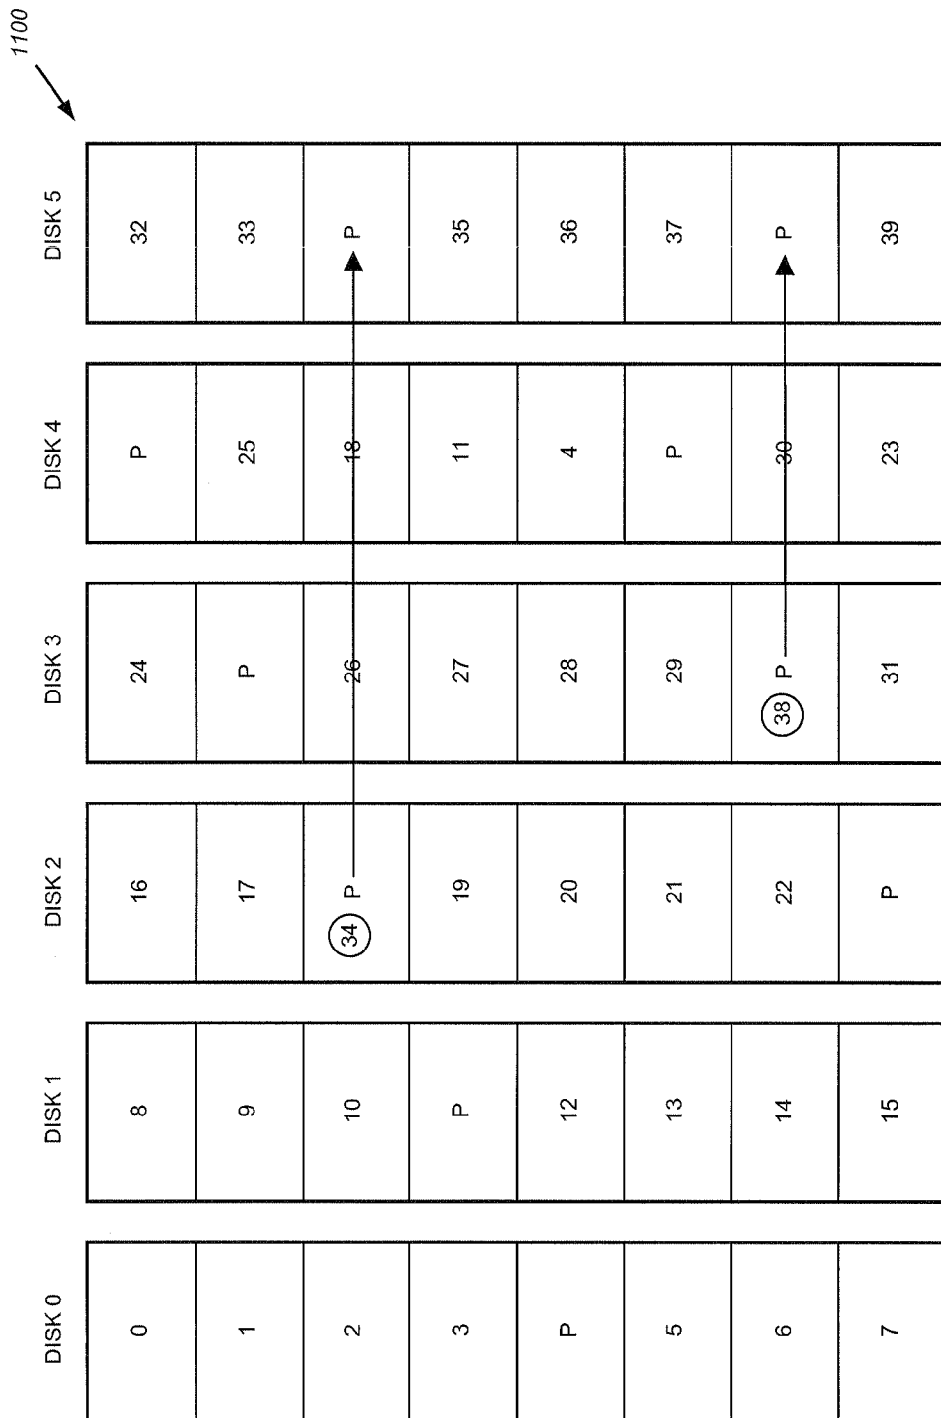 1100
DISK 0 DISK 1 DISK 2 DISK 3 DISK 4 DISK 5
0 8 16 24 P 32
1 9 17 P 25 33
2 10 34 P 26 18 P
3 P 19 27 11 35
P 12 20 28 4 36
5 13 21 29 P 37
6 14 22 38 P 30 P
7 15 P 31 23 39